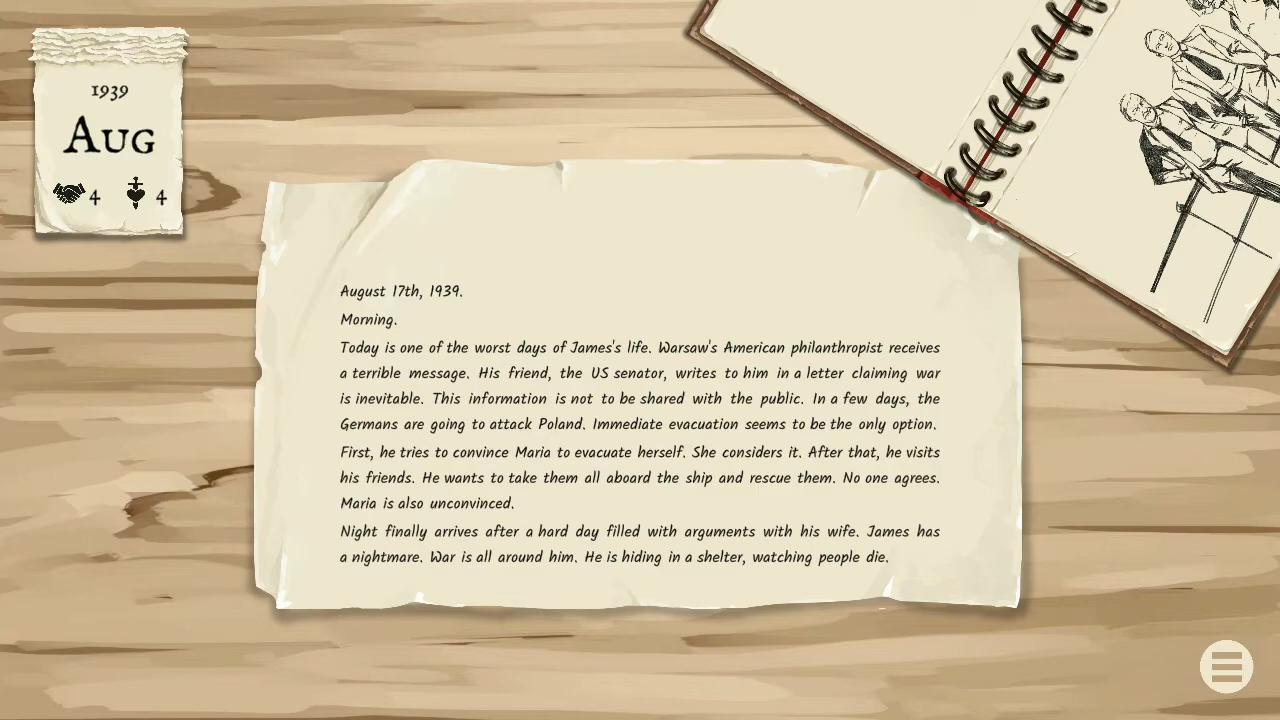 1939
Aug
4 4
August 17th, 1939.
Morning.
Today is one of the worst days of James's life. Warsaw's American philanthropist receives
a terrible message. His friend, the US senator, writes to him in a letter claiming war
is inevitable. This information is not to be shared with the public. In a few days, the
Germans are going to attack Poland. Immediate evacuation seems to be the only option.
First, he tries to convince Maria to evacuate herself. She considers it. After that, he visits
his friends. He wants to take them all aboard the ship and rescue them. No one agrees.
Maria is also unconvinced.
Night finally arrives after a hard day filled with arguments with his wife. James has
a nightmare. War is all around him. He is hiding in a shelter, watching people die.